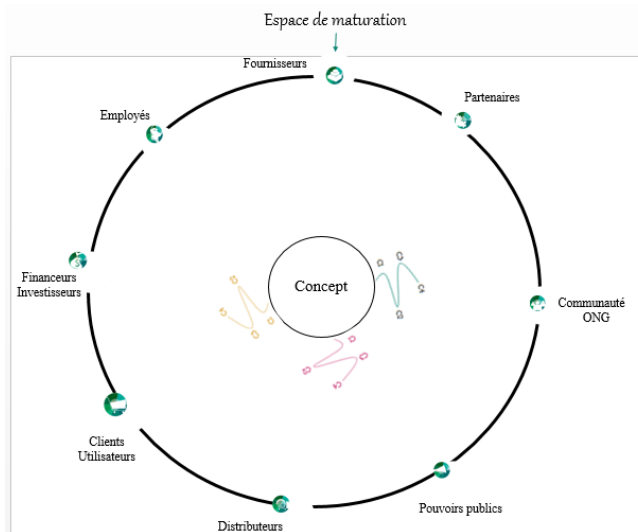 Espace de maturation
Fournisseurs
Partenaires
Employés
Financeurs
Investisseurs
Concept
Communauté
ONG
Clients
Utilisateurs
Pouvoirs publics
Distributeurs